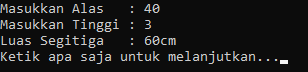 Masukkan Alas   : 40
Masukkan Tinggi : 3
Luas Segitiga   : 60cm
Ketik apa saja untuk melanjutkan..._